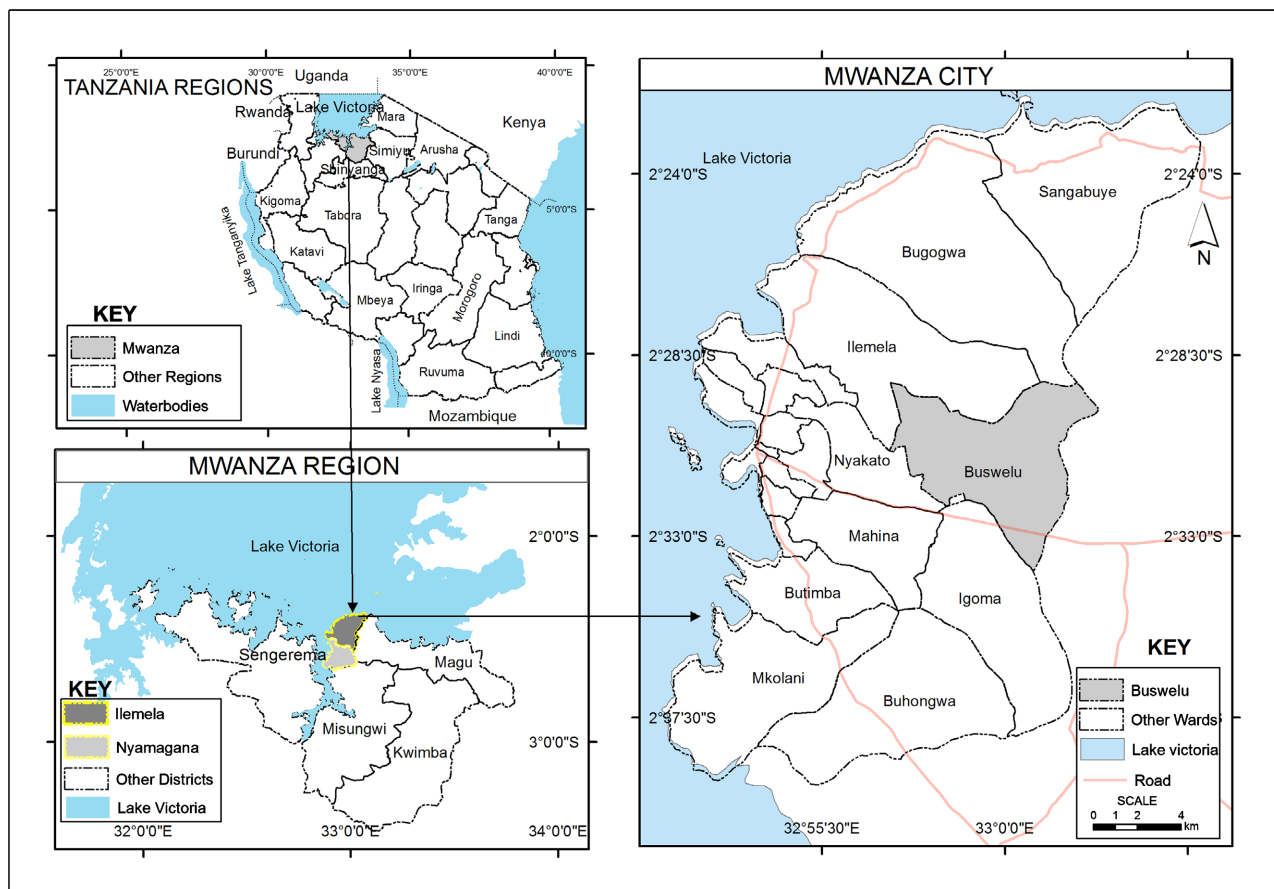 25°0'0"E 30°0'0"E 35°0'0"E 40°0'0"E
Uganda
TANZANIA REGIONS
Rwanda
Lake Victoria
Mara
Kenya
Burundi
Simiyu
Arusha
Shinyanga
Kigoma
Tabora
Tanga
5°0'0"S
Lake Tanganyika
Katavi
Mbeya
Iringa
Morogoro
Lindi
10°0'0"S
Lake Nyasa
Ruvuma
Mozambique
KEY
Mwanza
Other Regions
Waterbodies
MWANZA REGION
Lake Victoria
2°0'0"S
Sengerema
Magu
Misungwi
Kwimba
3°0'0"S
KEY
Ilemela
Nyamagana
Other Districts
Lake Victoria
32°0'0"E 33°0'0"E 34°0'0"E
MWANZA CITY
Lake Victoria
2°24'0"S 2°24'0"S
Sangabuye
N
Bugogwa
Ilemela
2°28'30"S 2°28'30"S
Nyakato
Buswelu
2°33'0"S 2°33'0"S
Mahina
Butimba
Igoma
Mkolani
Buhongwa
2°37'30"S
KEY
Buswelu
Other Wards
Lake victoria
Road
SCALE
0 1 2 4
km
32°55'30"E 33°0'0"E